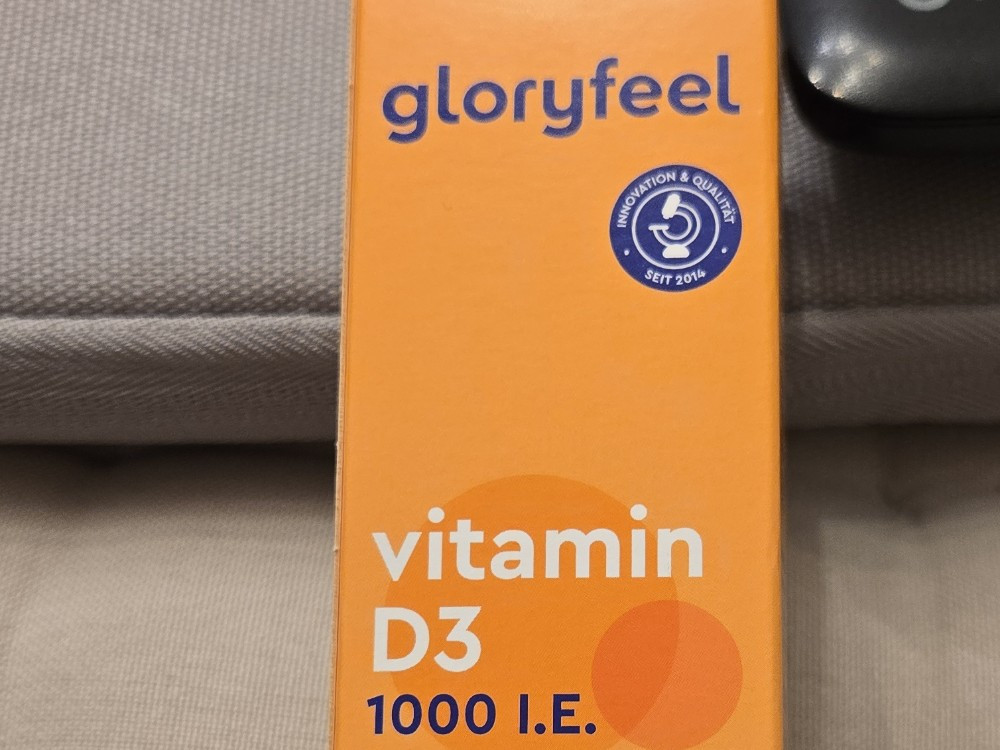 gloryfeel
INNOVATION & QUALITÄT
SEIT 2014
vitamin
D3
1000 I.E.